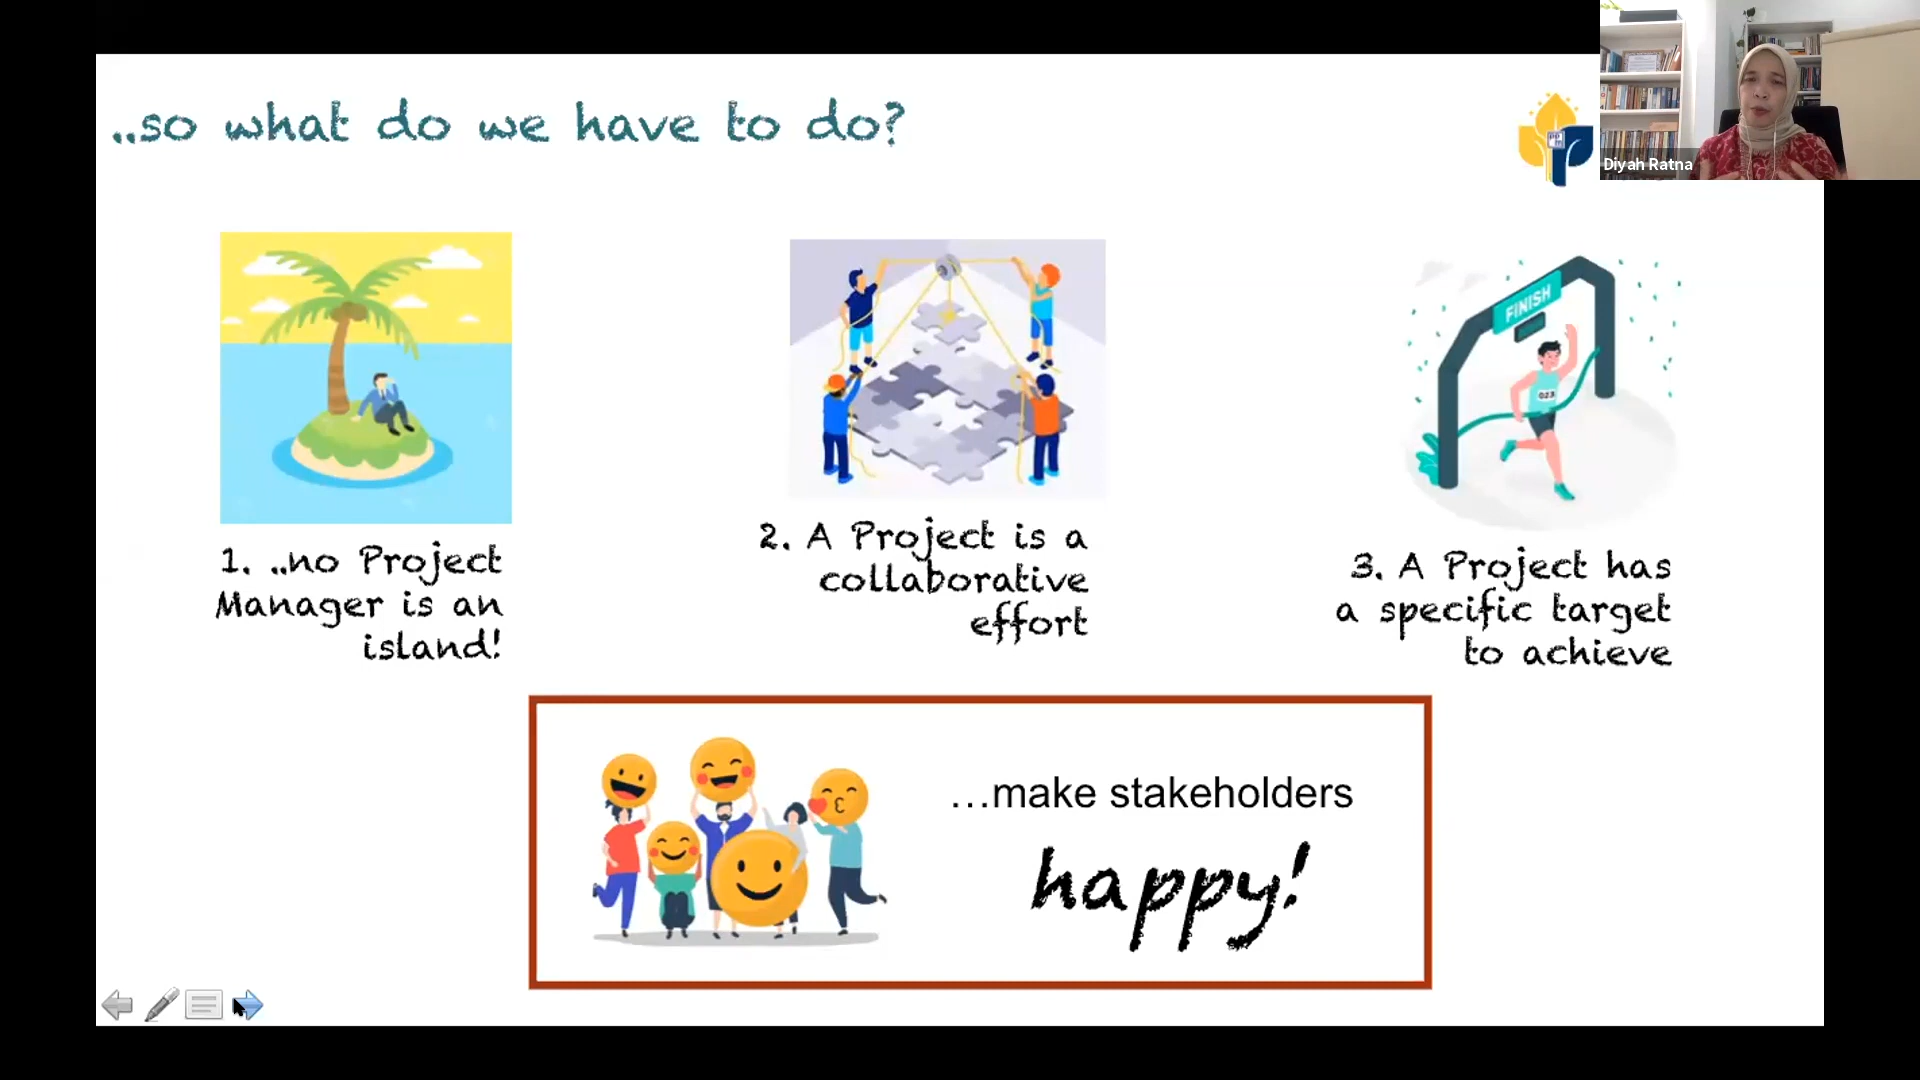 ..so what do we have to do?
Diyah Ratna
FINISH
023
1. ..no Project
Manager is an
island!
2. A Project is a
collaborative
effort
3. A Project has
a specific target
to achieve
...make stakeholders
happy!